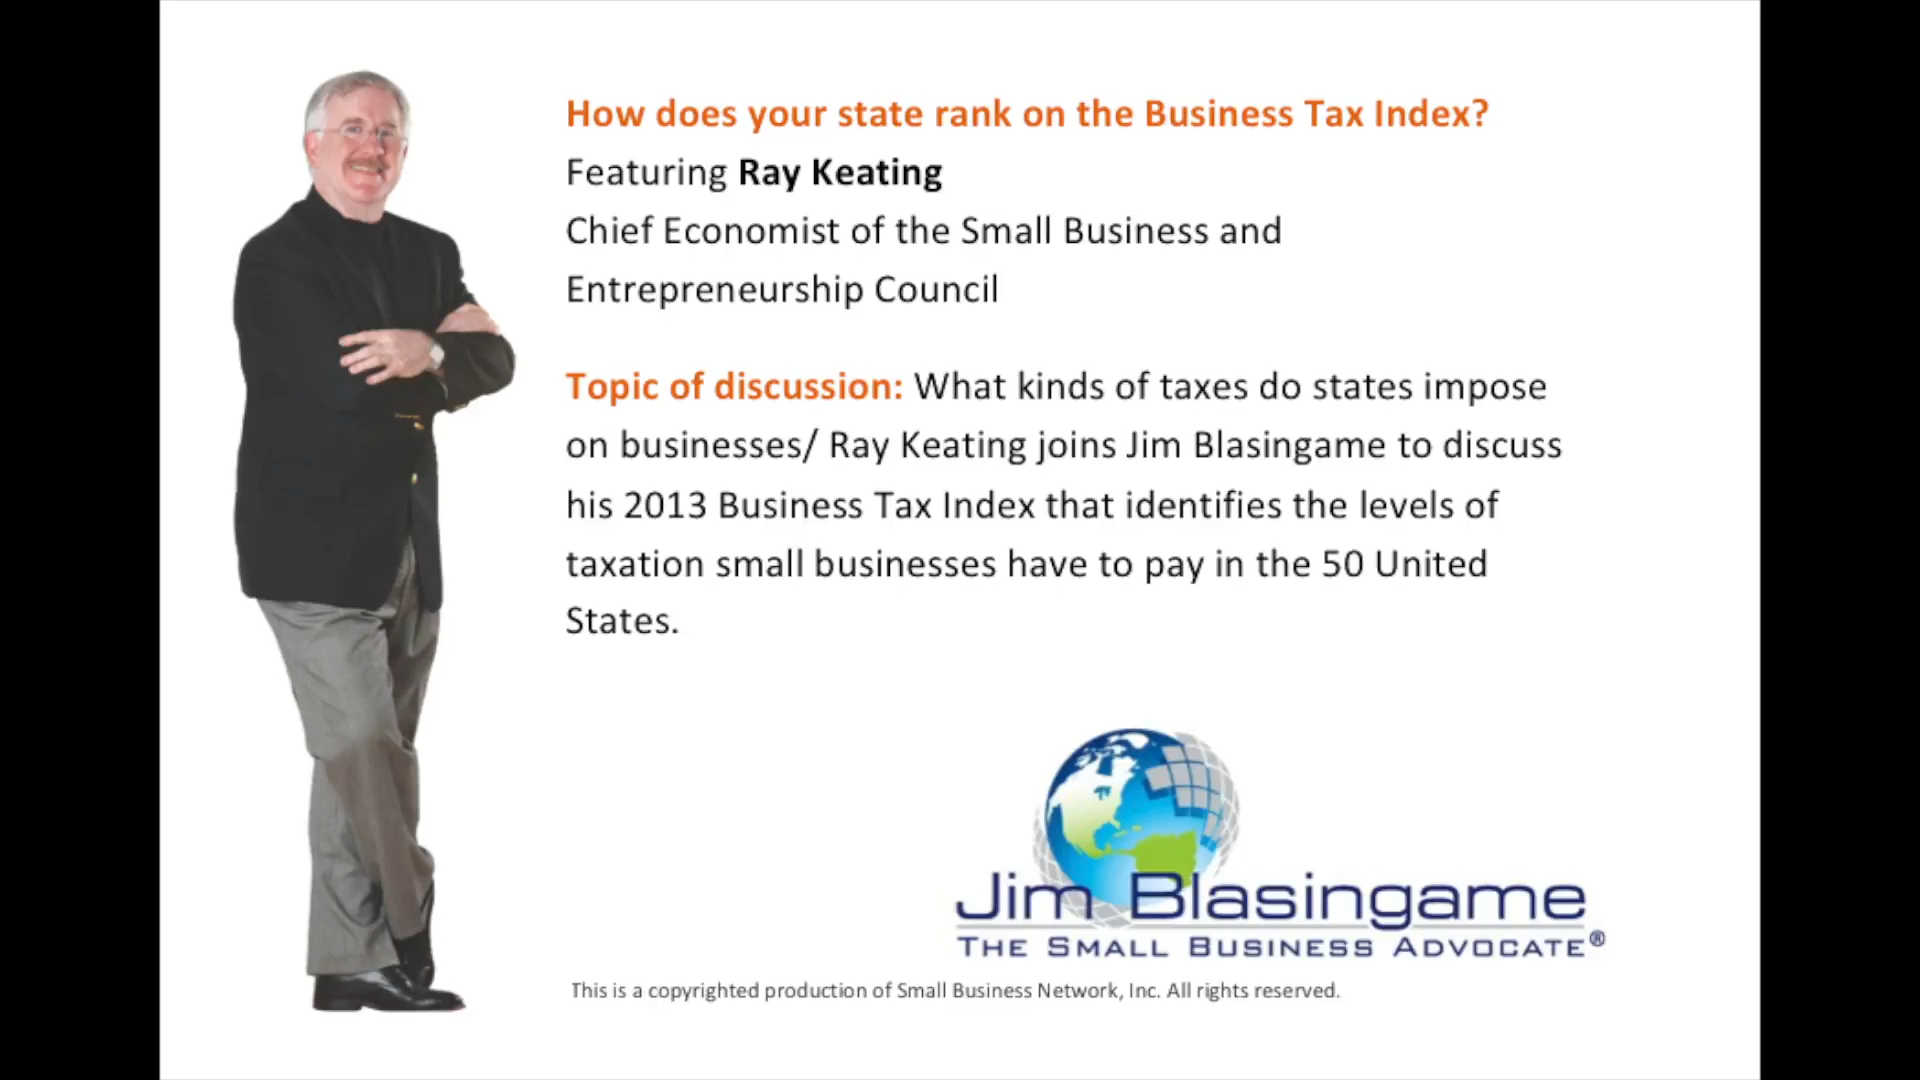 How does your state rank on the Business Tax Index?
Featuring Ray Keating
Chief Economist of the Small Business and
Entrepreneurship Council
Topic of discussion: What kinds of taxes do states impose
on businesses/ Ray Keating joins Jim Blasingame to discuss
his 2013 Business Tax Index that identifies the levels of
taxation small businesses have to pay in the 50 United
States.
Jim Blasingame
THE SMALL BUSINESS ADVOCATE®
This is a copyrighted production of Small Business Network, Inc. All rights reserved.